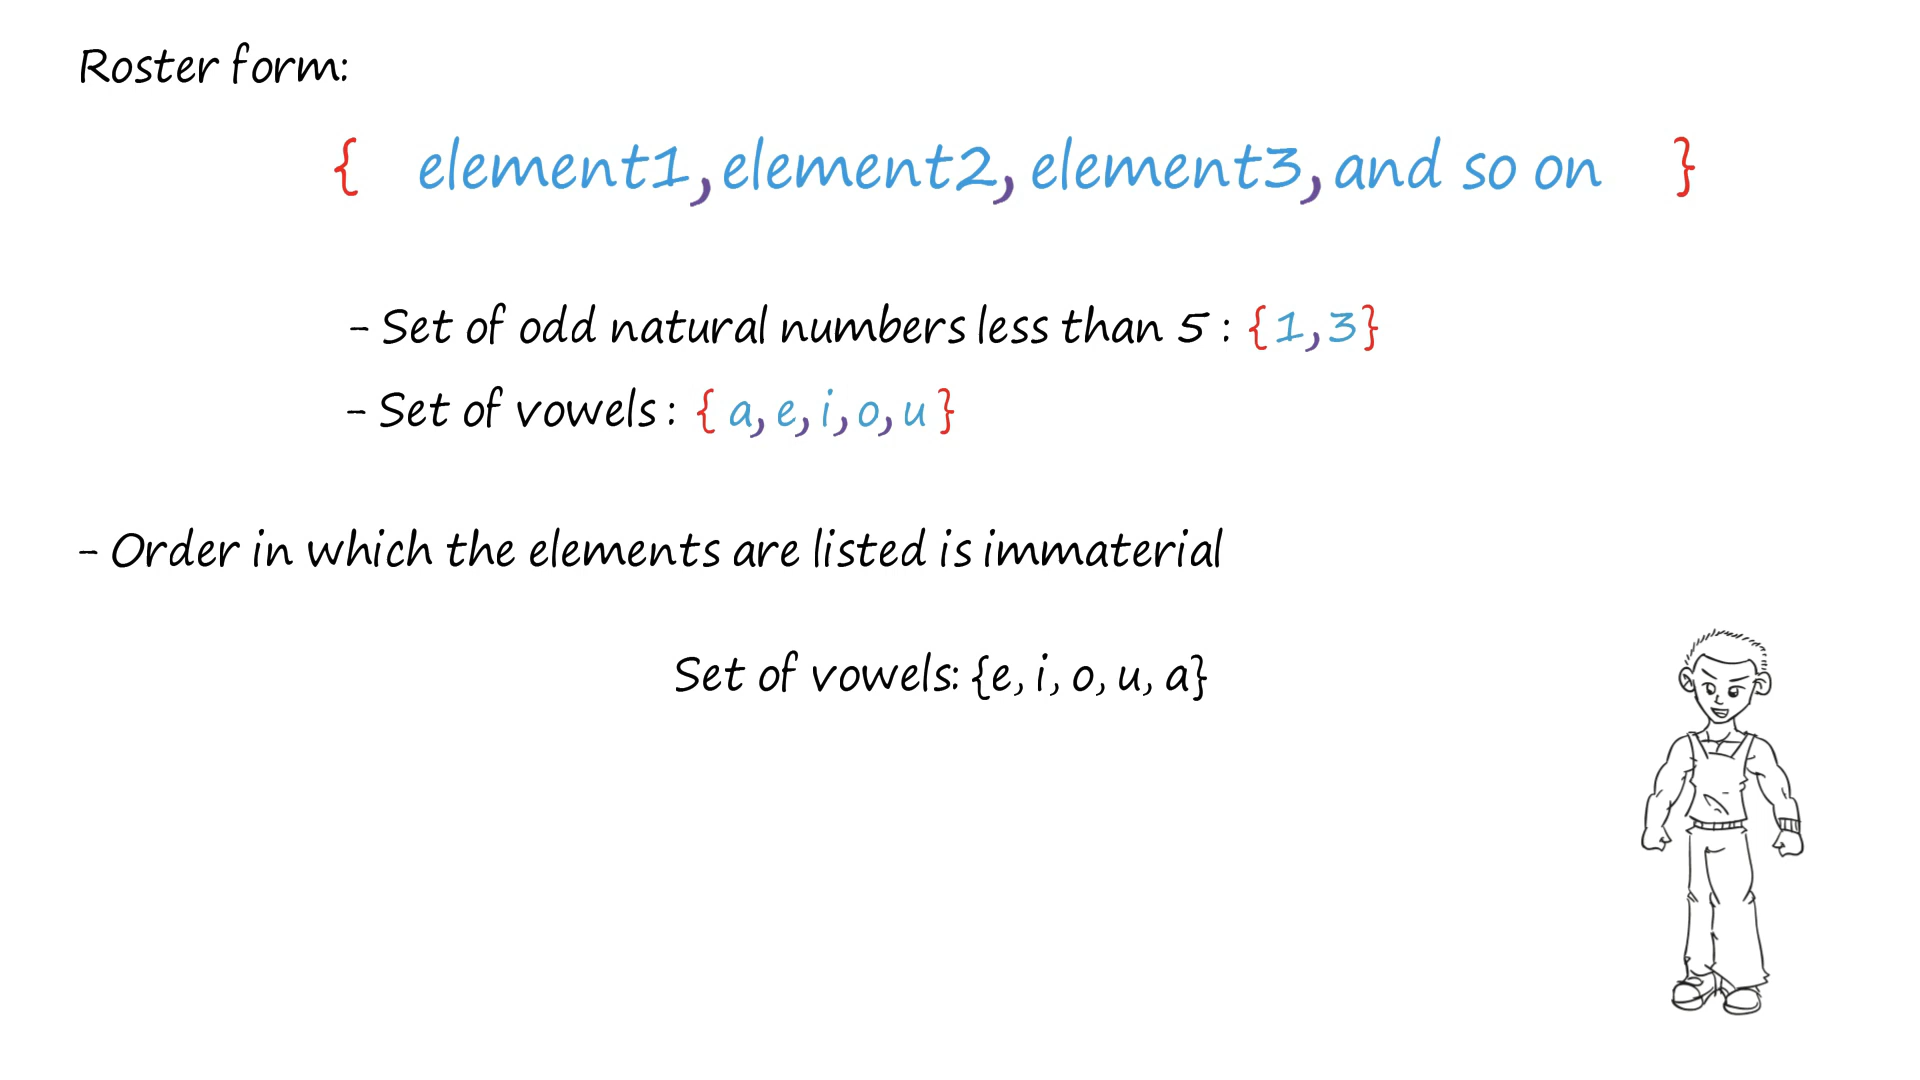 Roster form:
{ element1, element2, element3, and so on }
- Set of odd natural numbers less than 5 : {1,3}
- Set of vowels : { a, e, i, o, u }
- Order in which the elements are listed is immaterial
Set of vowels: {e, i, o, u, a}